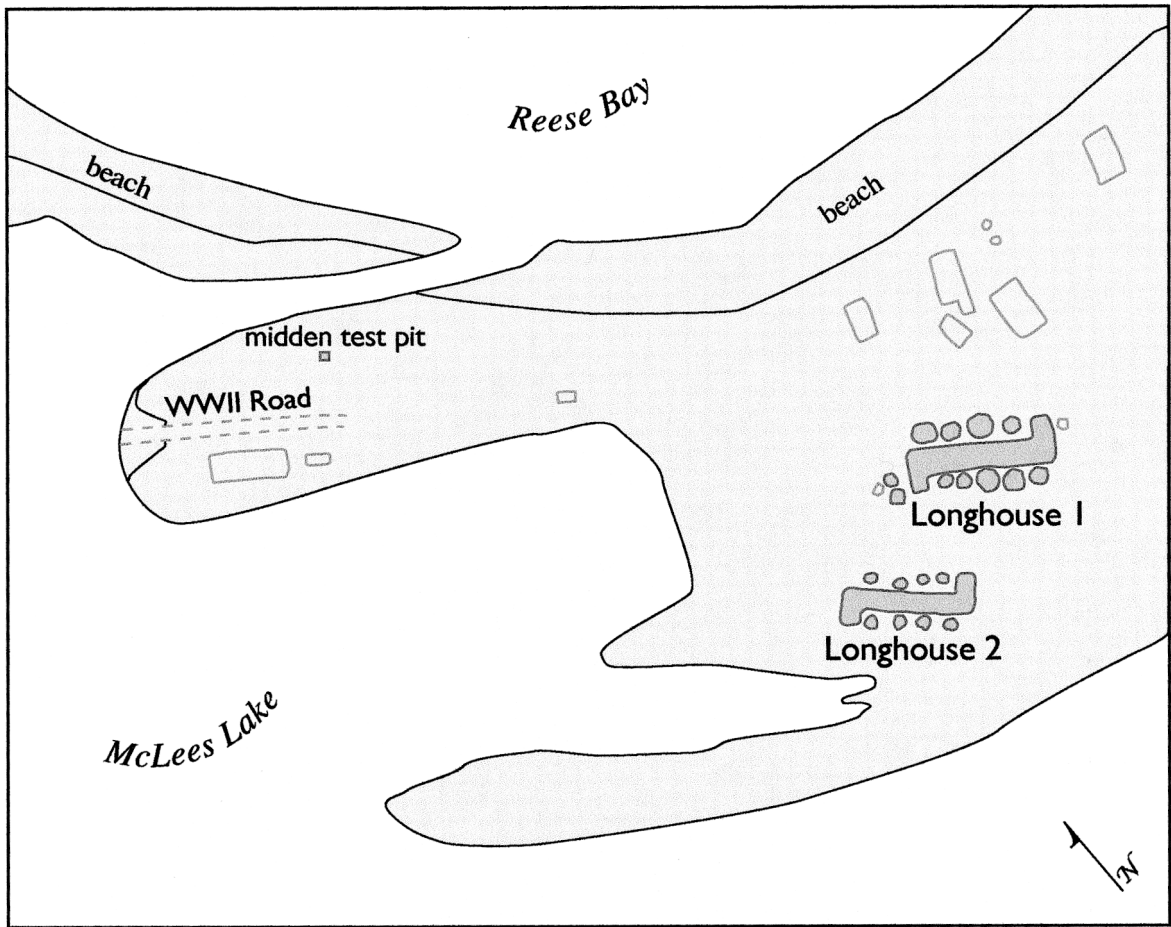 Reese Bay
beach
beach
midden test pit
WWII Road
Longhouse 1
Longhouse 2
McLees Lake
N